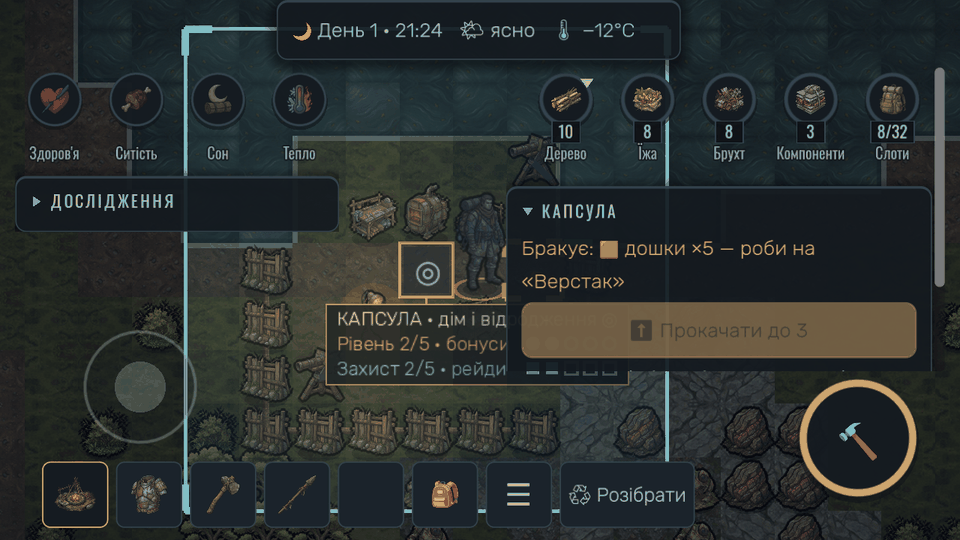 День 1 • 21:24 ясно −12°C
10 8 8 3 8/32
Здоров'я Ситість Сон Тепло Дерево Їжа Брухт Компоненти Слоти
ДОСЛІДЖЕННЯ
КАПСУЛА
Бракує: дошки ×5 — роби на
«Верстак»
Прокачати до 3
КАПСУЛА • дім і
Рівень 2/5 • бонуси
Захист 2/5 • рейди
Розібрати